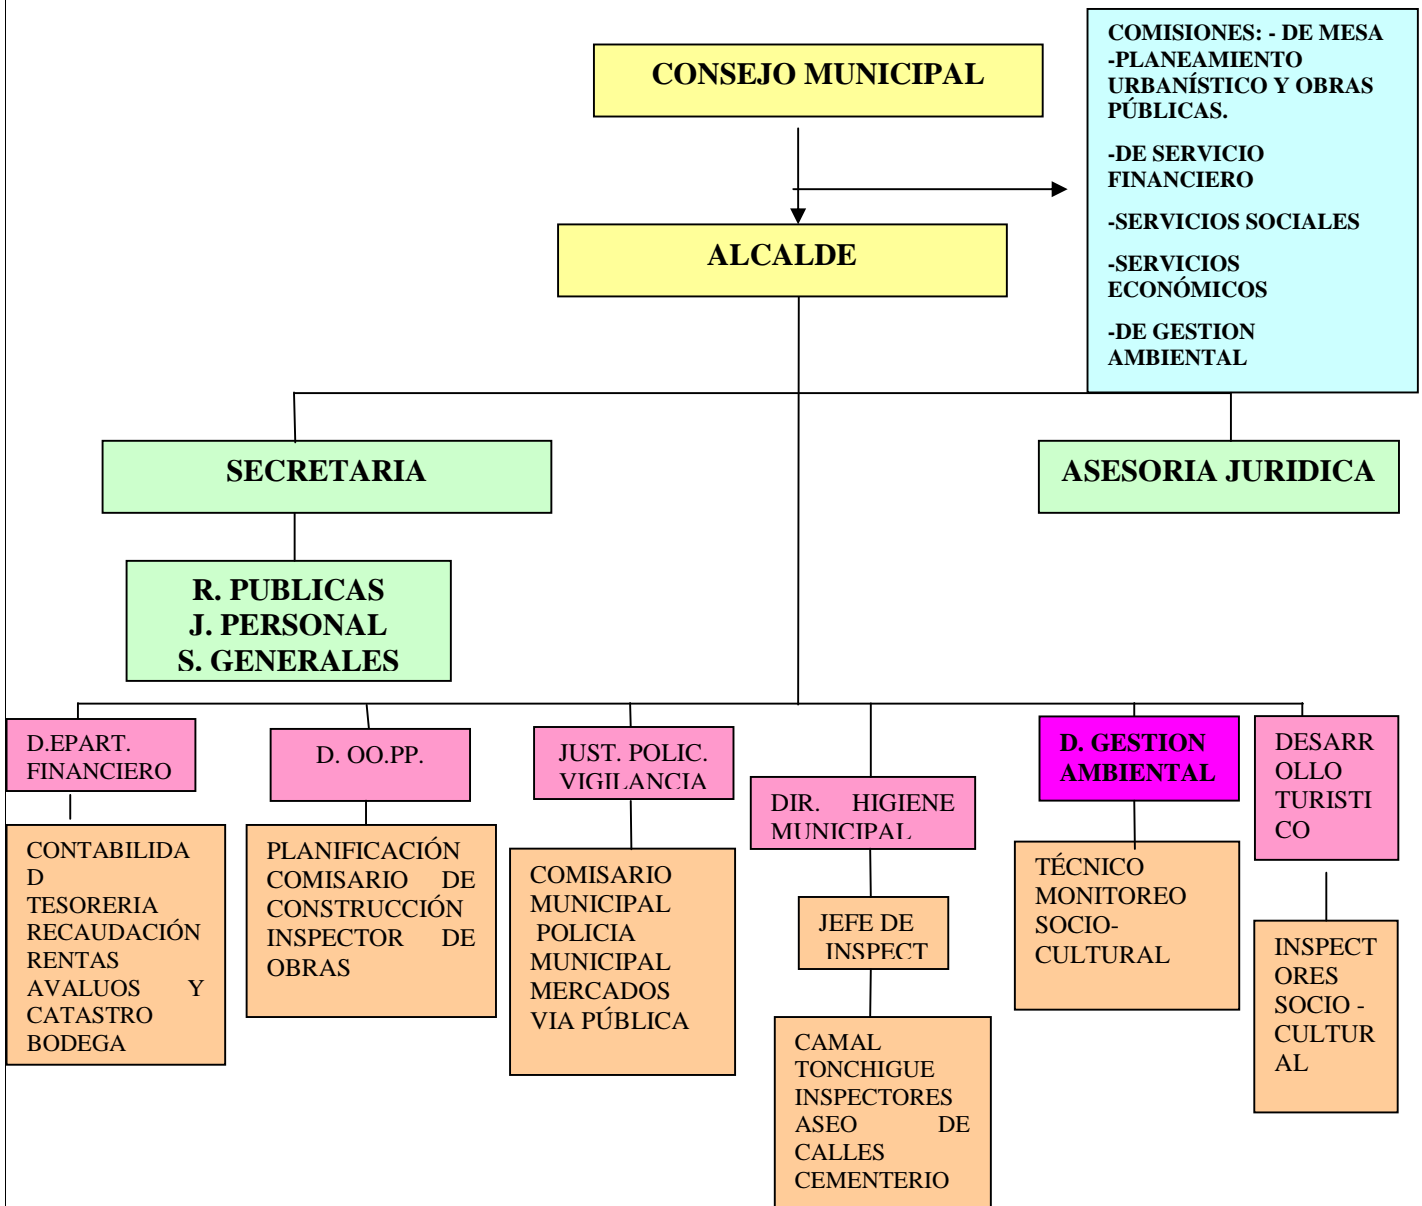 CONSEJO MUNICIPAL
COMISIONES: - DE MESA
-PLANEAMIENTO
URBANÍSTICO Y OBRAS
PÚBLICAS.
-DE SERVICIO
FINANCIERO
-SERVICIOS SOCIALES
-SERVICIOS
ECONÓMICOS
-DE GESTION
AMBIENTAL
ALCALDE
SECRETARIA
ASESORIA JURIDICA
R. PUBLICAS
J. PERSONAL
S. GENERALES
D.EPART.
FINANCIERO
D. OO.PP.
JUST. POLIC.
VIGILANCIA
DIR. HIGIENE
MUNICIPAL
D. GESTION
AMBIENTAL
DESARR
OLLO
TURISTI
CO
CONTABILIDA
D
TESORERIA
RECAUDACIÓN
RENTAS
AVALUOS Y
CATASTRO
BODEGA
PLANIFICACIÓN
COMISARIO DE
CONSTRUCCIÓN
INSPECTOR DE
OBRAS
COMISARIO
MUNICIPAL
POLICIA
MUNICIPAL
MERCADOS
VIA PÚBLICA
JEFE DE
INSPECT
CAMAL
TONCHIGUE
INSPECTORES
ASEO DE
CALLES
CEMENTERIO
TÉCNICO
MONITOREO
SOCIO-
CULTURAL
INSPECT
ORES
SOCIO -
CULTUR
AL